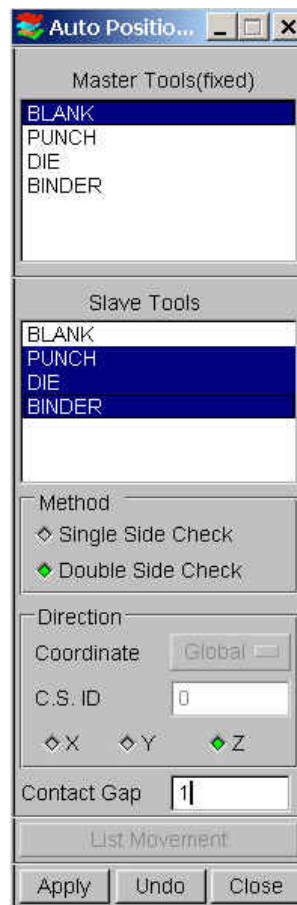 Auto Positio...
Master Tools(fixed)
BLANK
PUNCH
DIE
BINDER
Slave Tools
BLANK
PUNCH
DIE
BINDER
Method
Single Side Check
Double Side Check
Direction
Coordinate Global
C.S. ID 0
X Y Z
Contact Gap 1
List Movement
Apply Undo Close